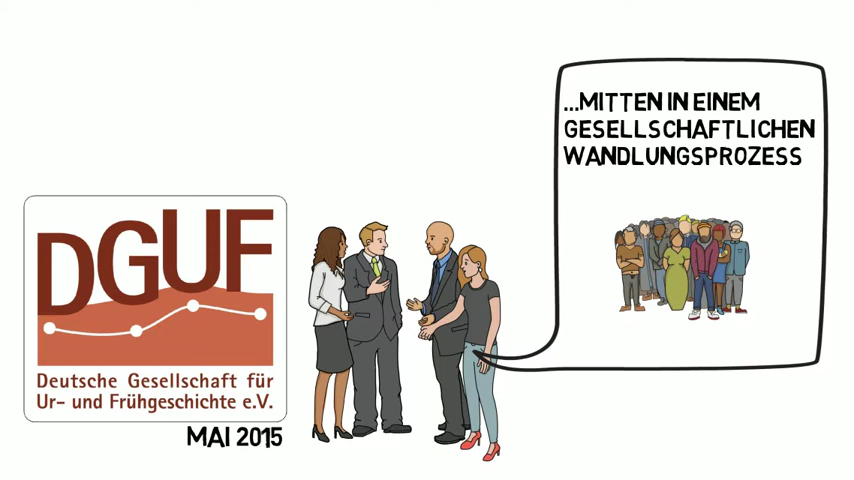 DGUF
Deutsche Gesellschaft für
Ur- und Frühgeschichte e.V.
MAI 2015
...MITTEN IN EINEM
GESELLSCHAFTLICHEN
WANDLUNGSPROZESS